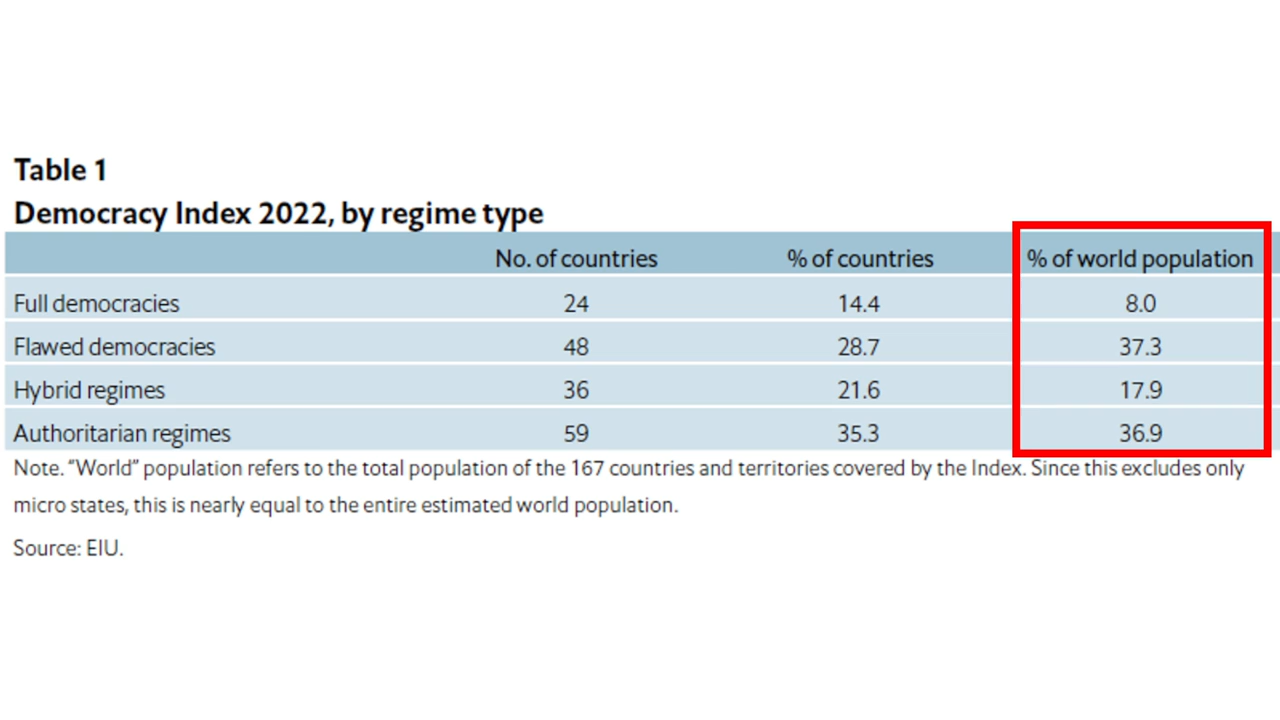 Table 1
Democracy Index 2022, by regime type
No. of countries % of countries % of world population
Full democracies 24 14.4 8.0
Flawed democracies 48 28.7 37.3
Hybrid regimes 36 21.6 17.9
Authoritarian regimes 59 35.3 36.9
Note. “World” population refers to the total population of the 167 countries and territories covered by the Index. Since this excludes only
micro states, this is nearly equal to the entire estimated world population.
Source: EIU.